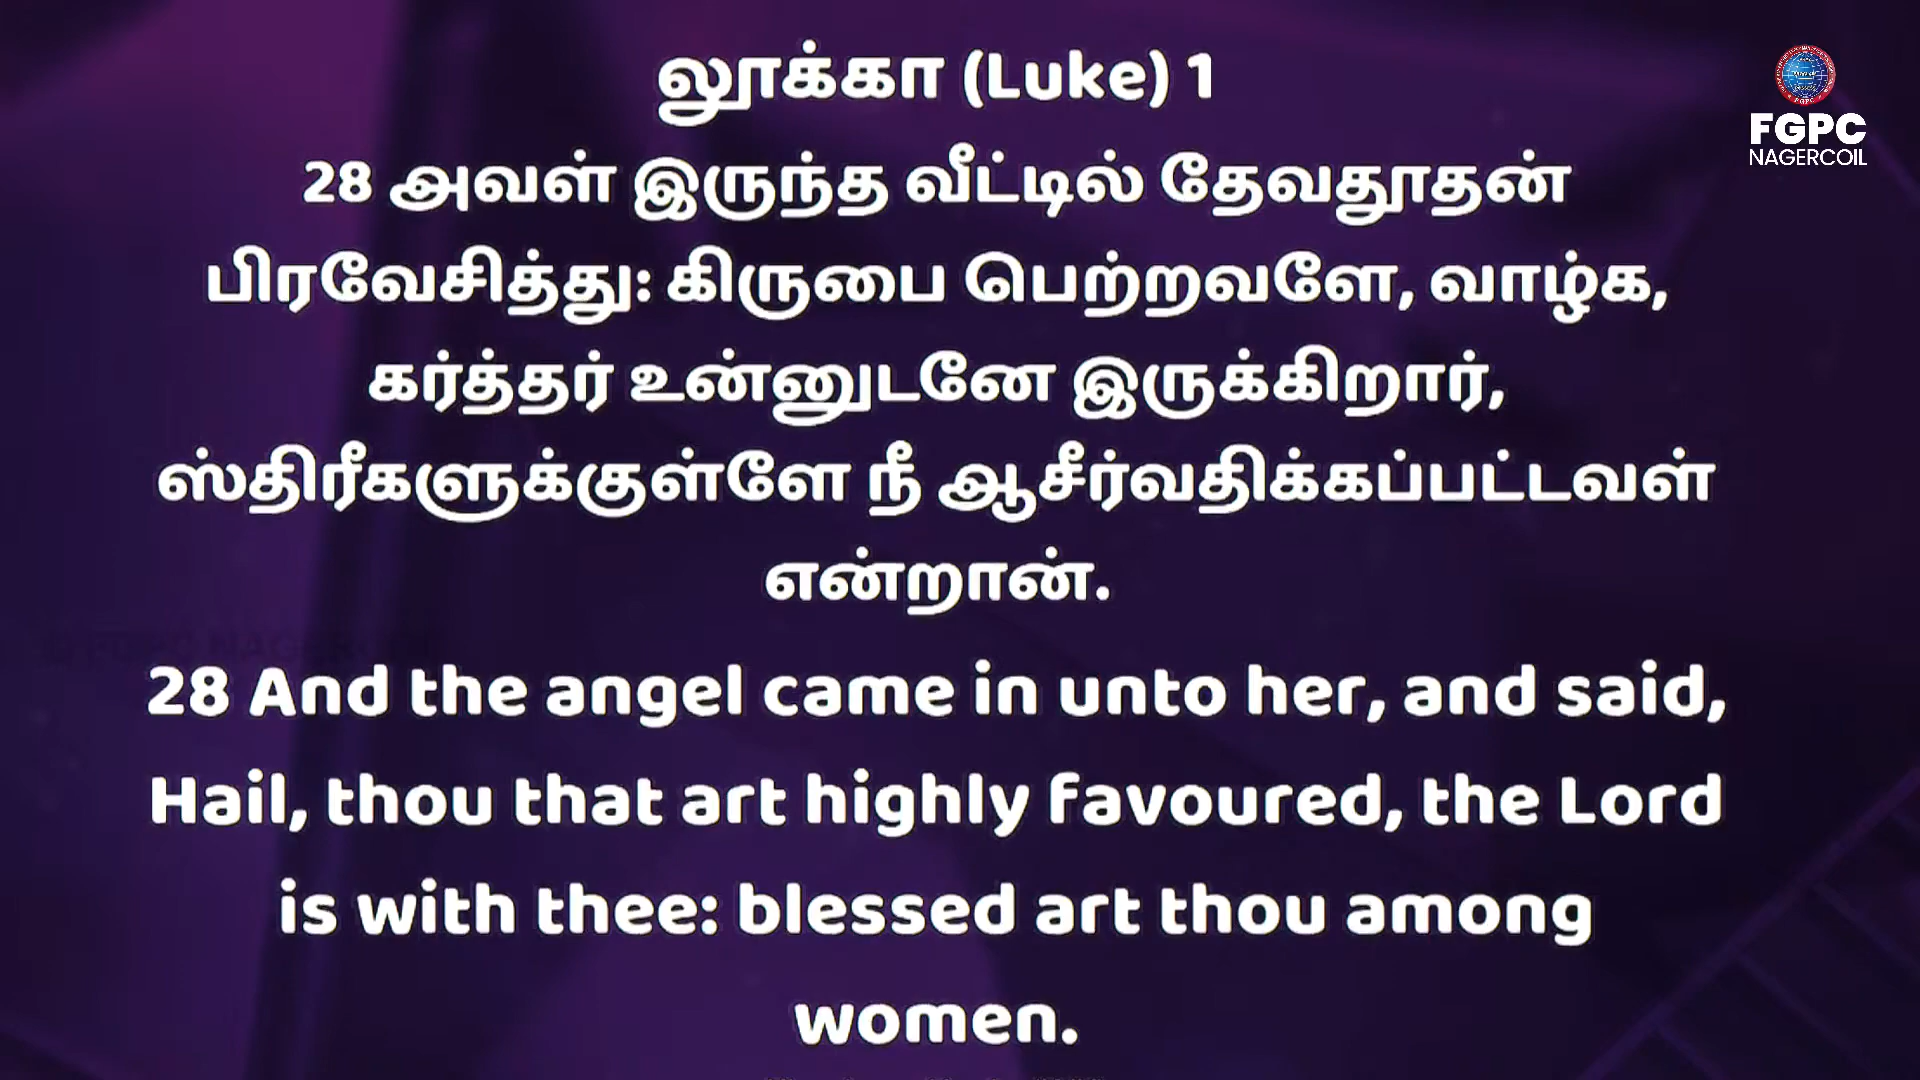 லூக்கா (Luke) 1
FGPC
NAGERCOIL
28 அவள் இருந்த வீட்டில் தேவதூதன்
பிரவேசித்து: கிருபை பெற்றவளே, வாழ்க,
கர்த்தர் உன்னுடனே இருக்கிறார்,
ஸ்திரீகளுக்குள்ளே நீ ஆசீர்வதிக்கப்பட்டவள்
என்றான்.
28 And the angel came in unto her, and said,
Hail, thou that art highly favoured, the Lord
is with thee: blessed art thou among
women.